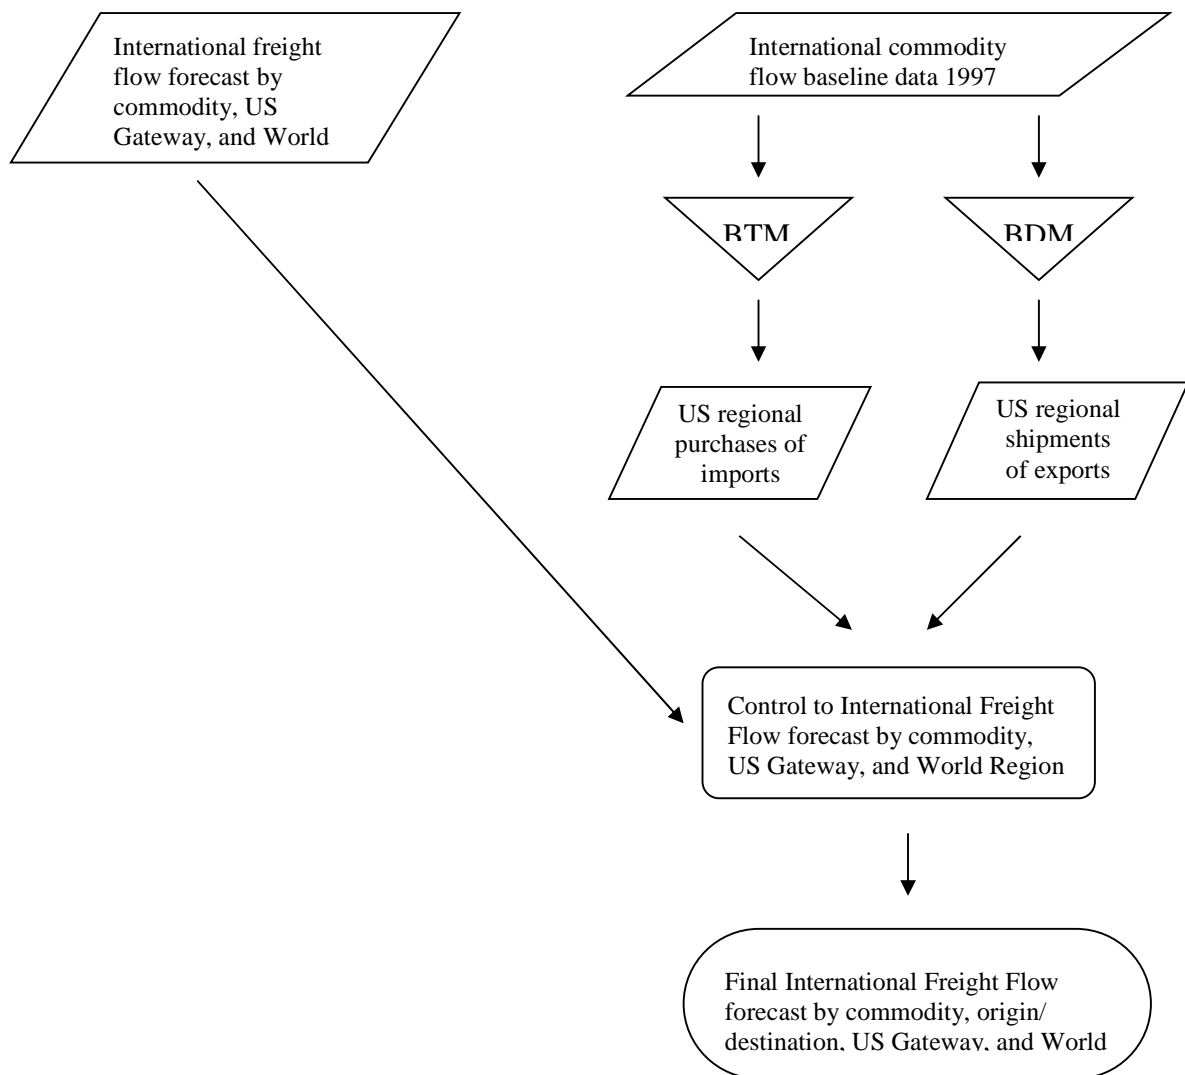 International freight
flow forecast by
commodity, US
Gateway, and World
International commodity
flow baseline data 1997
BTM
BDM
US regional
purchases of
imports
US regional
shipments
of exports
Control to International Freight
Flow forecast by commodity,
US Gateway, and World Region
Final International Freight Flow
forecast by commodity, origin/
destination, US Gateway, and World